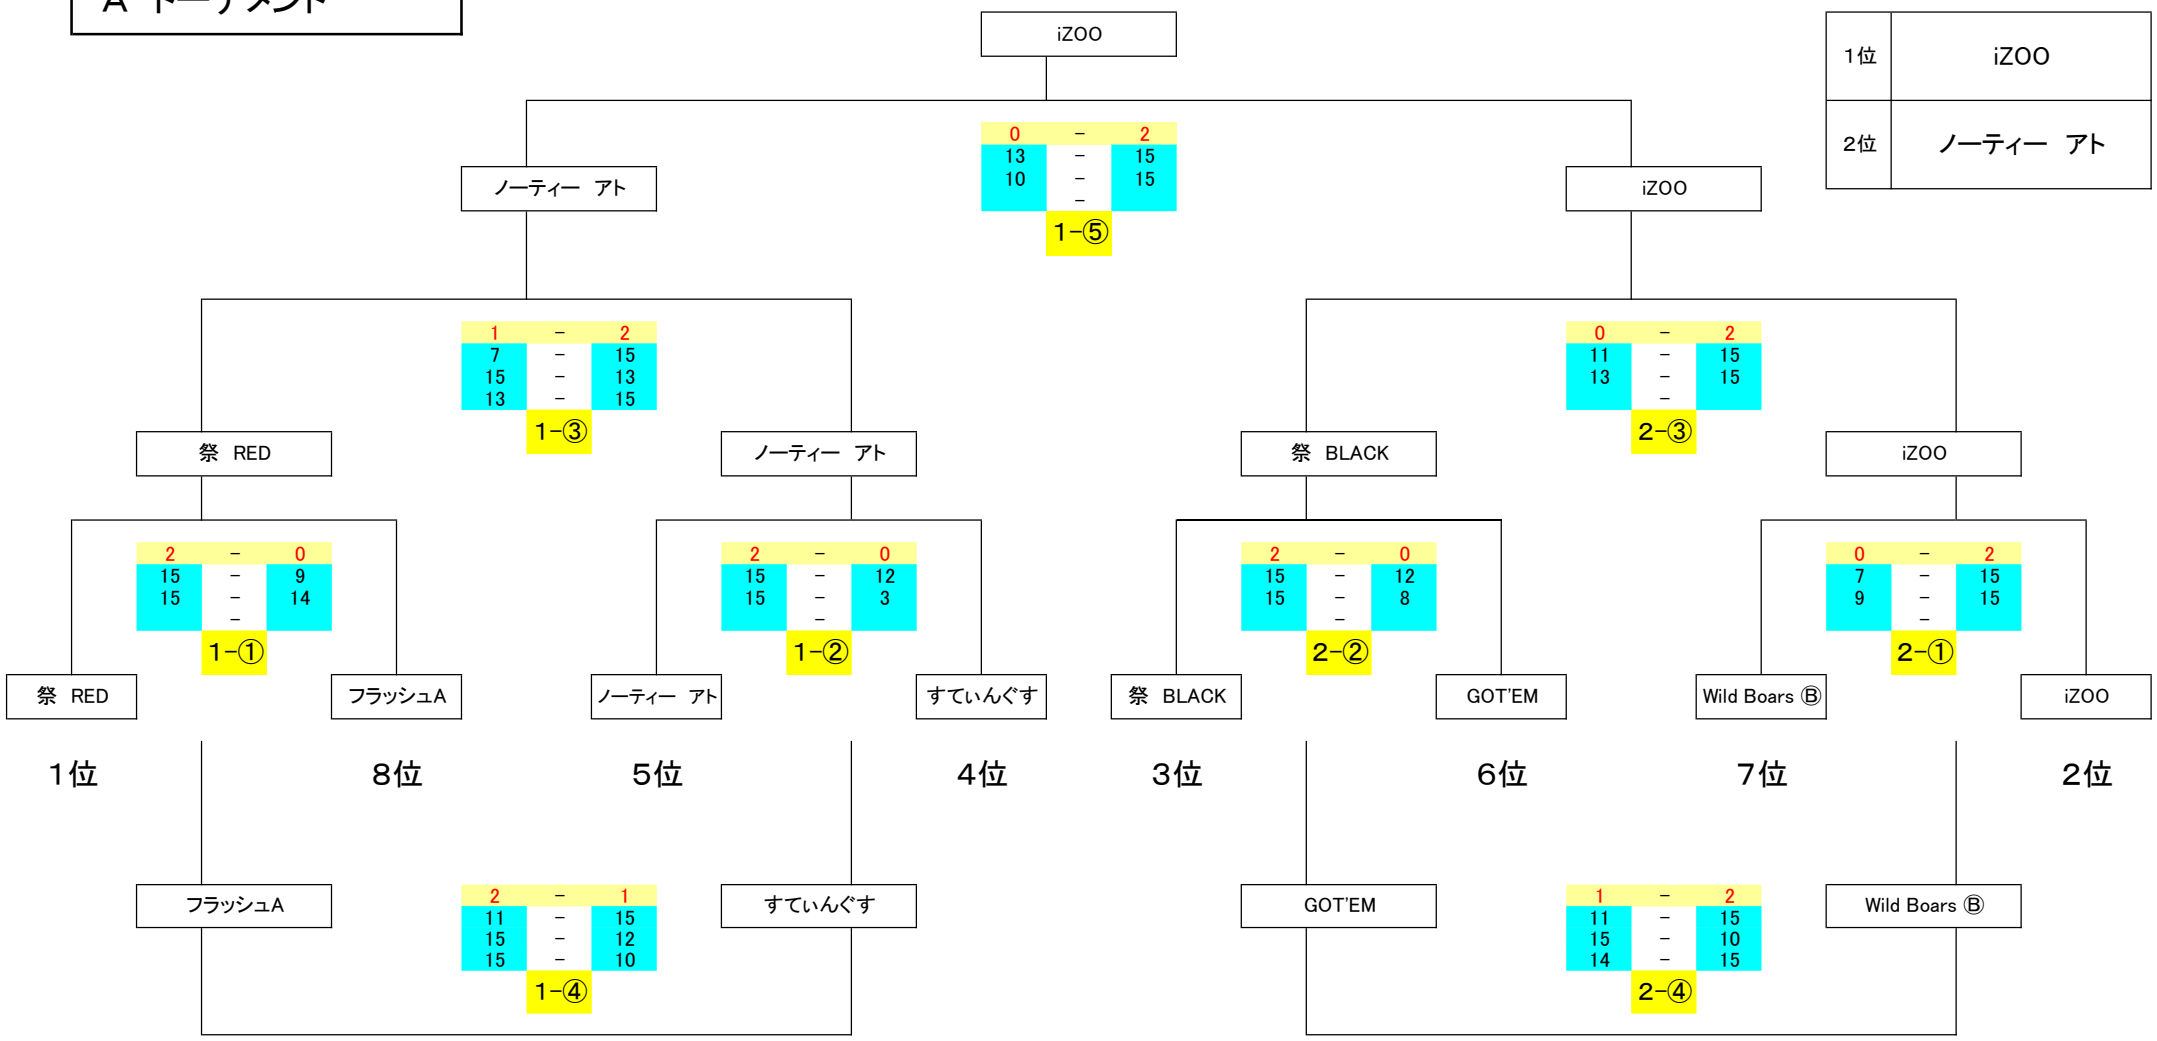 A トーナメント
iZOO
1位 iZOO
2位 ノーティー アト
0 - 2
13 - 15
10 - 15
-
1-⑤
ノーティー アト
iZOO
1 - 2
7 - 15
15 - 13
13 - 15
1-③
0 - 2
11 - 15
13 - 15
-
2-③
祭 RED
ノーティー アト
祭 BLACK
iZOO
2 - 0
15 - 9
15 - 14
-
1-①
2 - 0
15 - 12
15 - 3
-
1-②
2 - 0
15 - 12
15 - 8
-
2-②
0 - 2
7 - 15
9 - 15
-
2-①
祭 RED
フラッシュA
ノーティー アト
すてぃんぐす
祭 BLACK
GOT'EM
Wild Boars Ⓑ
iZOO
1位
8位
5位
4位
3位
6位
7位
2位
フラッシュA
2 - 1
11 - 15
15 - 12
15 - 10
1-④
すてぃんぐす
GOT'EM
1 - 2
11 - 15
15 - 10
14 - 15
2-④
Wild Boars Ⓑ